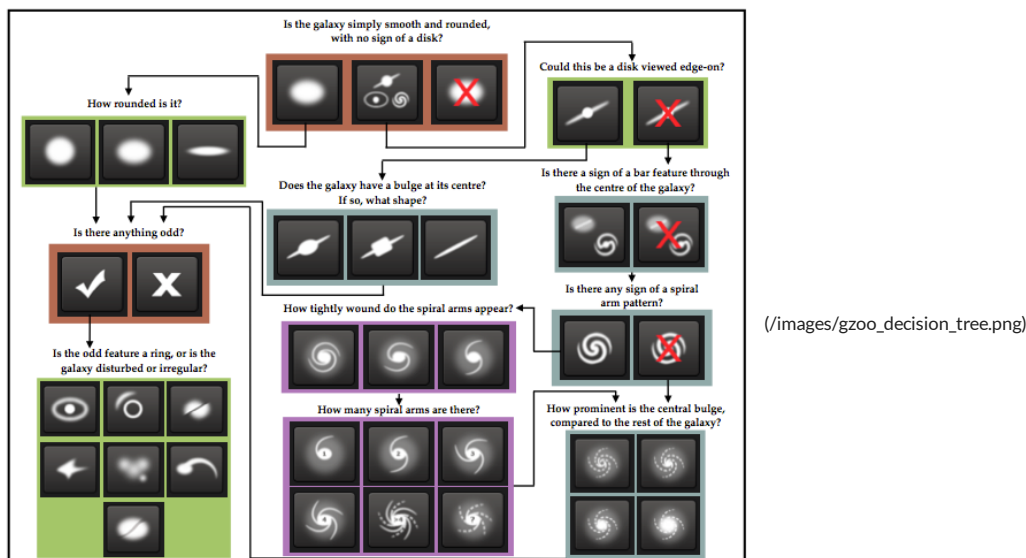 Is the galaxy simply smooth and rounded,
with no sign of a disk?
Could this be a disk viewed edge-on?
How rounded is it?
Is there a sign of a bar feature through
the centre of the galaxy?
Does the galaxy have a bulge at its centre?
If so, what shape?
Is there anything odd?
Is there any sign of a spiral
arm pattern?
How tightly wound do the spiral arms appear?
(/images/gzoo_decision_tree.png)
Is the odd feature a ring, or is the
galaxy disturbed or irregular?
How many spiral arms are there?
How prominent is the central bulge,
compared to the rest of the galaxy?
1
2
3
4